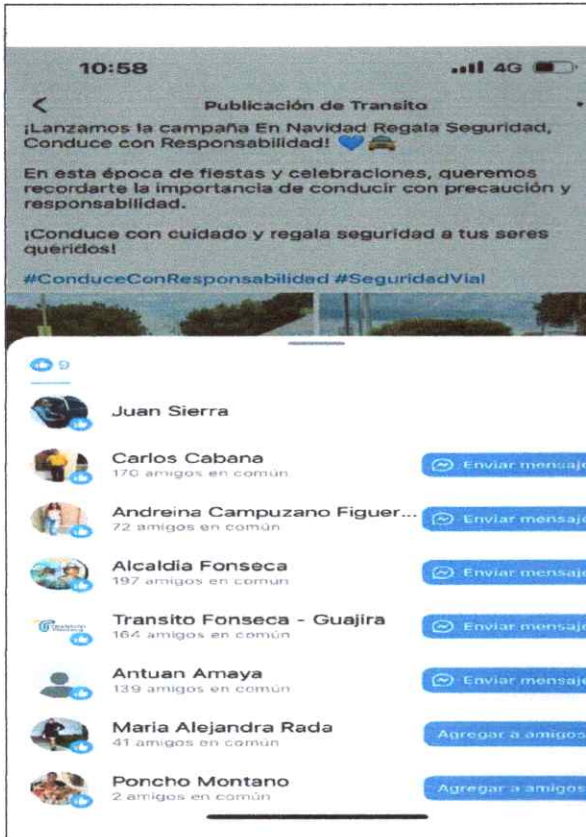 10:58
4G
Publicación de Transito
¡Lanzamos la campaña En Navidad Regala Seguridad,
Conduce con Responsabilidad! 💙 🚔
En esta época de fiestas y celebraciones, queremos
recordarte la importancia de conducir con precaución y
responsabilidad.
¡Conduce con cuidado y regala seguridad a tus seres
queridos!
#ConduceConResponsabilidad #SeguridadVial
9
Juan Sierra
Carlos Cabana
170 amigos en común
Enviar mensaje
Andreina Campuzano Figuer...
72 amigos en común
Enviar mensaje
Alcaldia Fonseca
197 amigos en común
Enviar mensaje
Transito Fonseca - Guajira
164 amigos en común
Enviar mensaje
Antuan Amaya
139 amigos en común
Enviar mensaje
Maria Alejandra Rada
41 amigos en común
Agregar a amigos
Poncho Montano
2 amigos en común
Agregar a amigos